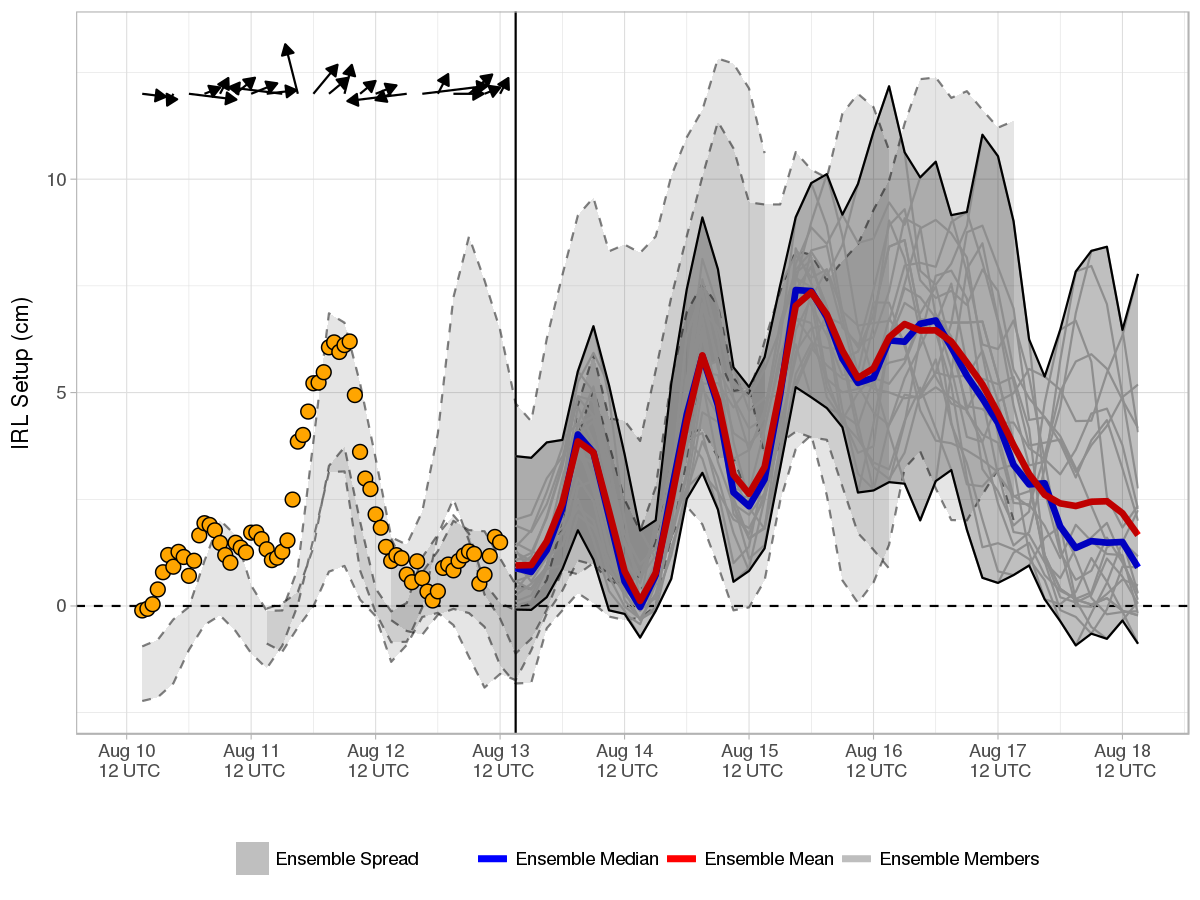 IRL Setup (cm)
10
5
0
Aug 10 Aug 11 Aug 12 Aug 13 Aug 14 Aug 15 Aug 16 Aug 17 Aug 18
12 UTC 12 UTC 12 UTC 12 UTC 12 UTC 12 UTC 12 UTC 12 UTC 12 UTC
Ensemble Spread Ensemble Median Ensemble Mean Ensemble Members